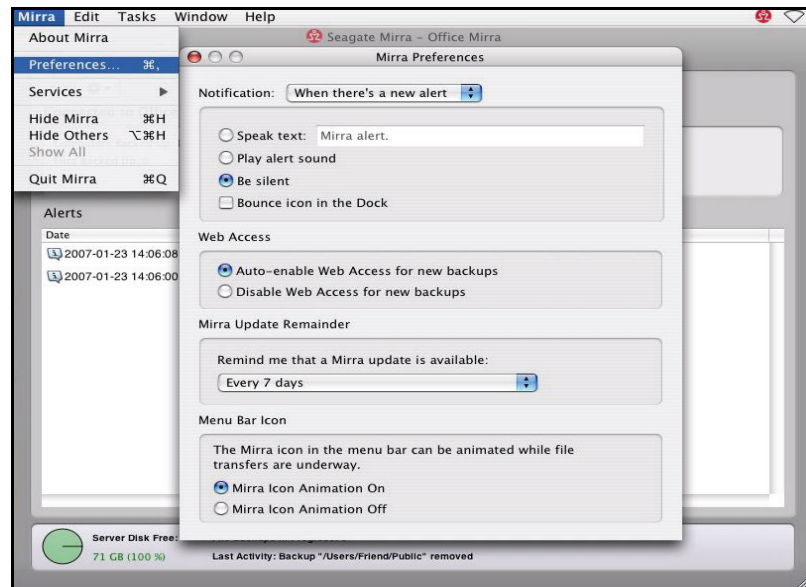 Mirra Edit Tasks Window Help
About Mirra
Preferences... ⌘,
Services
Hide Mirra ⌘H
Hide Others ⌥⌘H
Show All
Quit Mirra ⌘Q
Seagate Mirra – Office Mirra
Mirra Preferences
Notification: When there's a new alert
Speak text: Mirra alert.
Play alert sound
Be silent
Bounce icon in the Dock
Web Access
Auto-enable Web Access for new backups
Disable Web Access for new backups
Mirra Update Remainder
Remind me that a Mirra update is available:
Every 7 days
Menu Bar Icon
The Mirra icon in the menu bar can be animated while file
transfers are underway.
Mirra Icon Animation On
Mirra Icon Animation Off
Alerts
Date
2007-01-23 14:06:08
2007-01-23 14:06:00
Server Disk Free:
71 GB (100 %)
Last Activity: Backup "/Users/Friend/Public" removed